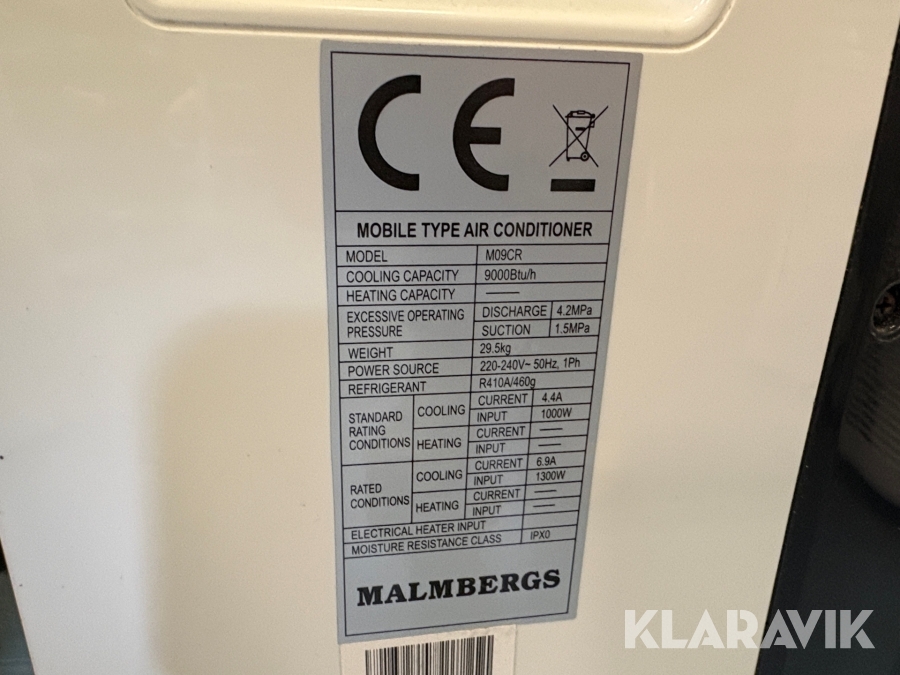 CE
MOBILE TYPE AIR CONDITIONER
MODEL M09CR
COOLING CAPACITY 9000Btu/h
HEATING CAPACITY ——
EXCESSIVE OPERATING PRESSURE DISCHARGE 4.2MPa
SUCTION 1.5MPa
WEIGHT 29.5kg
POWER SOURCE 220-240V~ 50Hz, 1Ph
REFRIGERANT R410A/460g
STANDARD RATING CONDITIONS COOLING CURRENT 4.4A
INPUT 1000W
HEATING CURRENT ——
INPUT ——
RATED CONDITIONS COOLING CURRENT 6.9A
INPUT 1300W
HEATING CURRENT ——
INPUT ——
ELECTRICAL HEATER INPUT ——
MOISTURE RESISTANCE CLASS IPX0
MALMBERGS
KLARAVIK